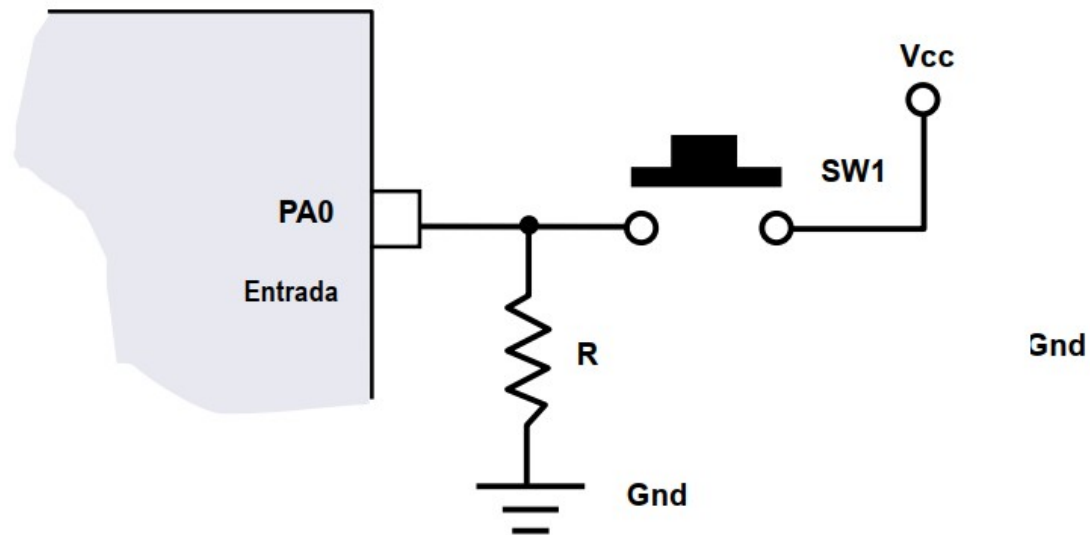 Vcc
SW1
PA0
Entrada
R
Gnd
Gnd